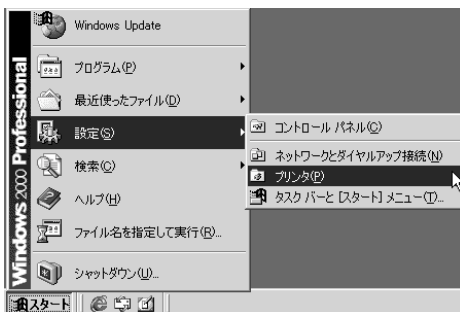 Windows 2000 Professional
Windows Update
プログラム(P)
最近使ったファイル(D)
設定(S)
検索(C)
ヘルプ(H)
ファイル名を指定して実行(R)...
シャットダウン(U)...
コントロール パネル(C)
ネットワークとダイヤルアップ接続(N)
プリンタ(P)
タスク バーと [スタート] メニュー(T)...
スタート